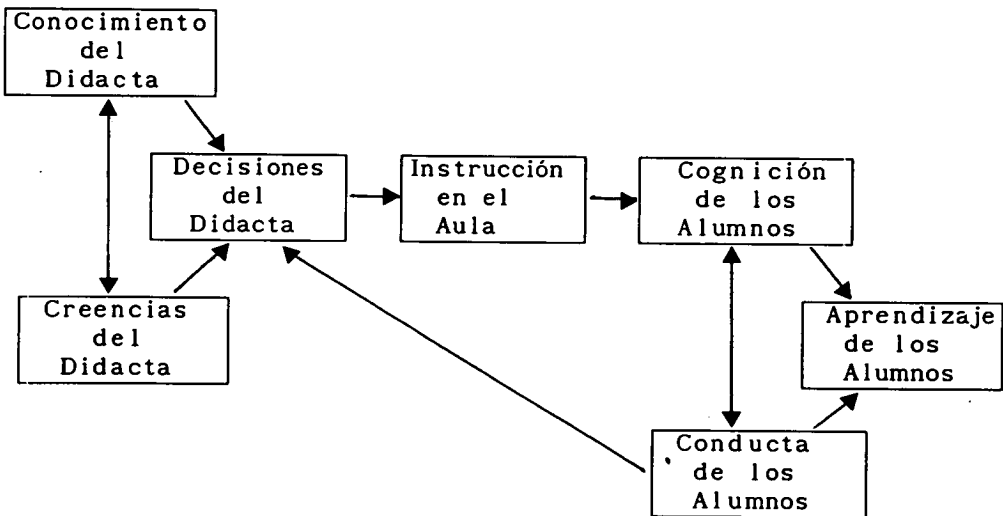 Conocimiento
del
Didacta
Decisiones
del
Didacta
Instrucción
en el
Aula
Cognición
de los
Alumnos
Creencias
del
Didacta
Aprendizaje
de los
Alumnos
Conducta
de los
Alumnos